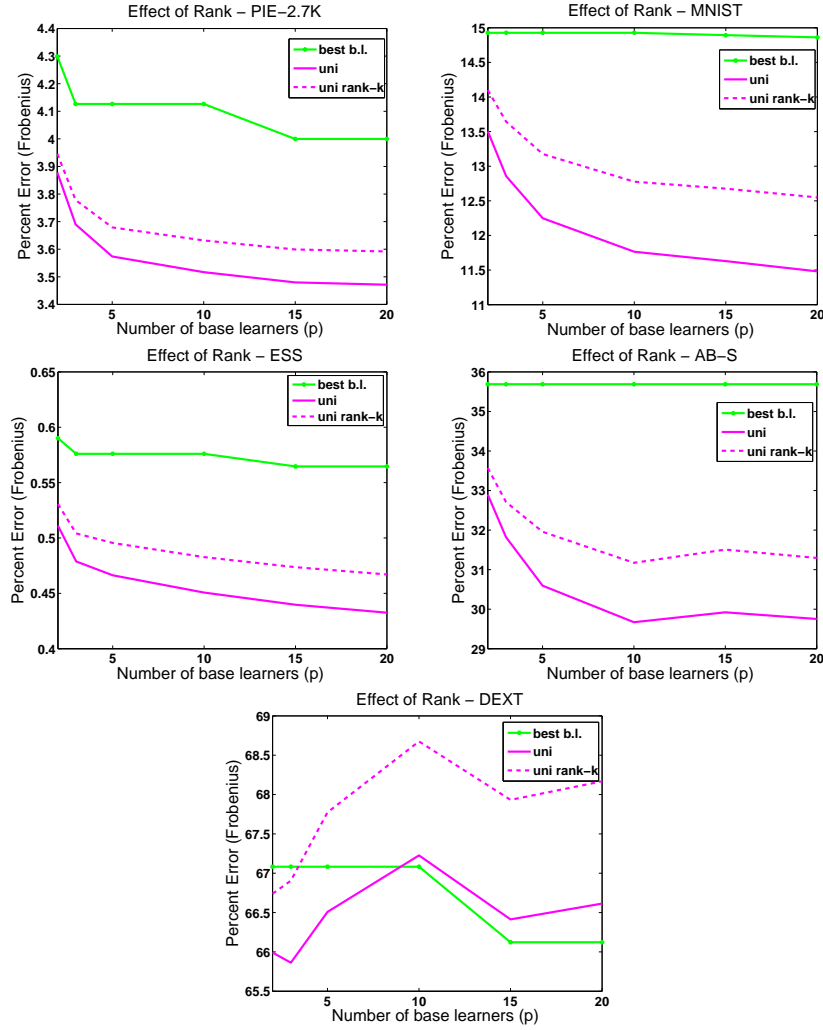 Effect of Rank − PIE−2.7K
4.4
4.3
4.2
4.1
4
3.9
3.8
3.7
3.6
3.5
3.4
Percent Error (Frobenius)
5 10 15 20
Number of base learners (p)
best b.l.
uni
uni rank−k
Effect of Rank − MNIST
15
14.5
14
13.5
13
12.5
12
11.5
11
Percent Error (Frobenius)
5 10 15 20
Number of base learners (p)
best b.l.
uni
uni rank−k
Effect of Rank − ESS
0.65
0.6
0.55
0.5
0.45
0.4
Percent Error (Frobenius)
5 10 15 20
Number of base learners (p)
best b.l.
uni
uni rank−k
Effect of Rank − AB−S
36
35
34
33
32
31
30
29
Percent Error (Frobenius)
5 10 15 20
Number of base learners (p)
best b.l.
uni
uni rank−k
Effect of Rank − DEXT
69
68.5
68
67.5
67
66.5
66
65.5
Percent Error (Frobenius)
5 10 15 20
Number of base learners (p)
best b.l.
uni
uni rank−k